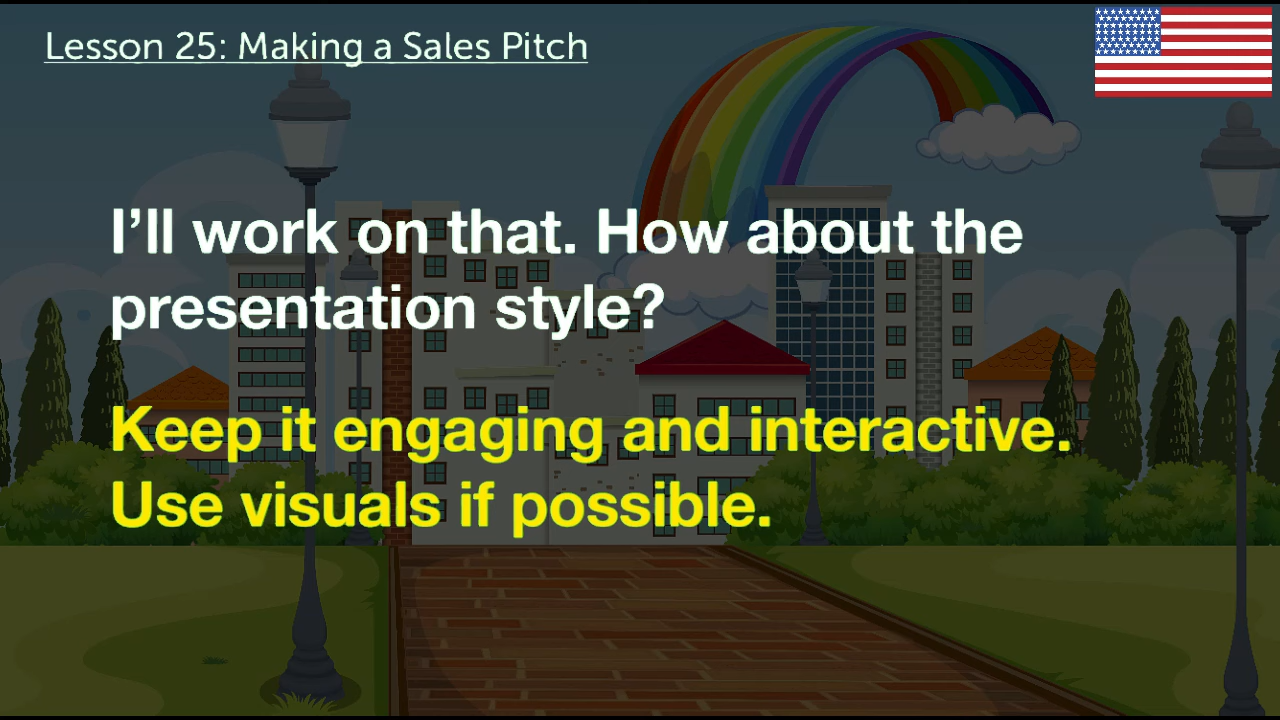 Lesson 25: Making a Sales Pitch
I’ll work on that. How about the
presentation style?
Keep it engaging and interactive.
Use visuals if possible.